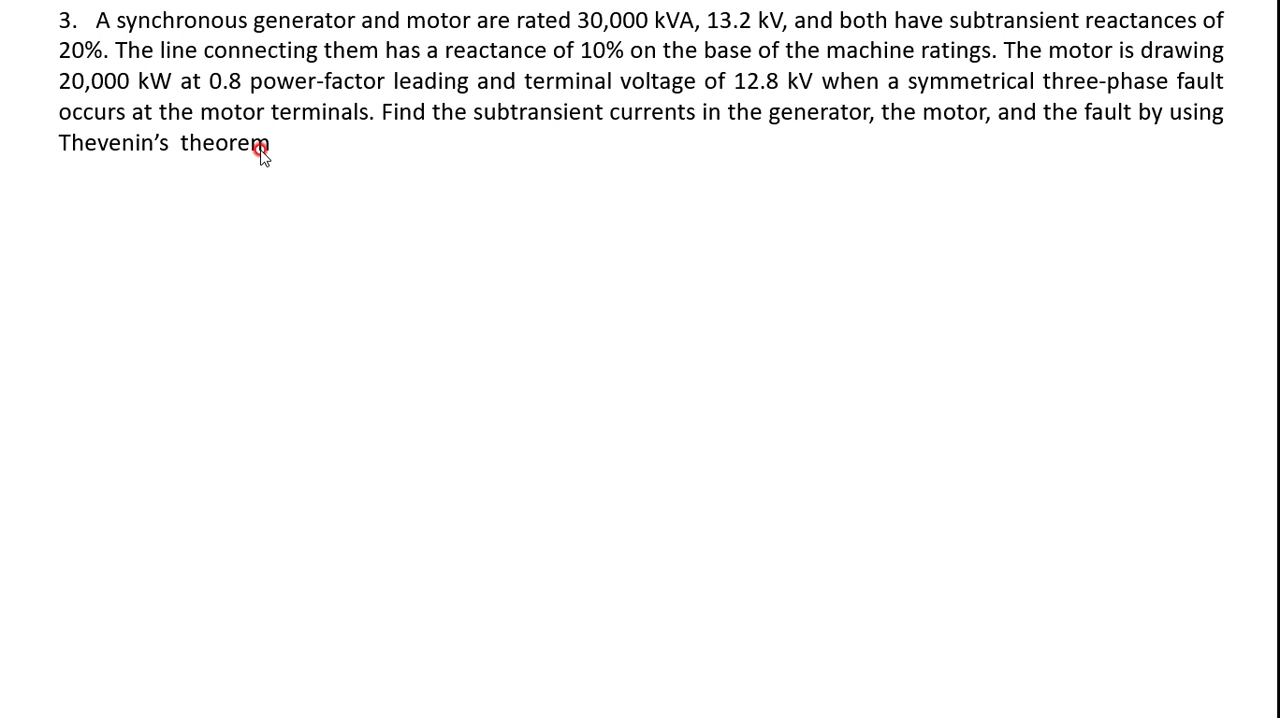 3. A synchronous generator and motor are rated 30,000 kVA, 13.2 kV, and both have subtransient reactances of
20%. The line connecting them has a reactance of 10% on the base of the machine ratings. The motor is drawing
20,000 kW at 0.8 power-factor leading and terminal voltage of 12.8 kV when a symmetrical three-phase fault
occurs at the motor terminals. Find the subtransient currents in the generator, the motor, and the fault by using
Thevenin’s theorem